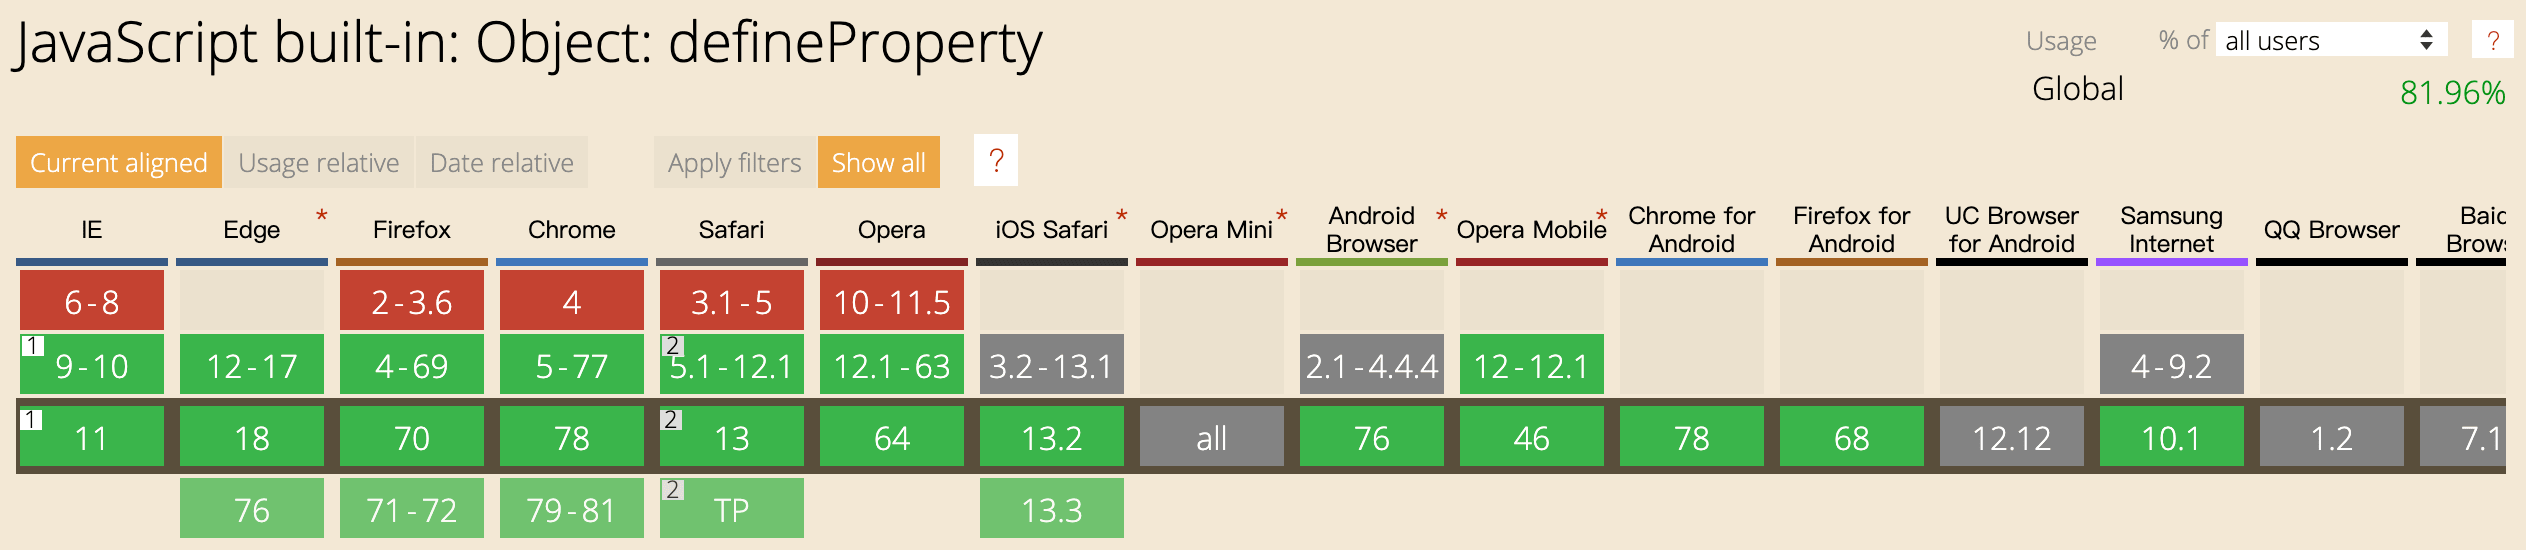 JavaScript built-in: Object: defineProperty
Usage % of all users ?
Global 81.96%
Current aligned Usage relative Date relative Apply filters Show all ?
IE Edge * Firefox Chrome Safari Opera iOS Safari * Opera Mini * Android Browser * Opera Mobile * Chrome for Android Firefox for Android UC Browser for Android Samsung Internet QQ Browser
6-8 2-3.6 4 3.1-5 10-11.5
1 9-10 12-17 4-69 5-77 2 5.1-12.1 12.1-63 3.2-13.1 2.1-4.4.4 12-12.1 4-9.2
1 11 18 70 78 2 13 64 13.2 all 76 46 78 68 12.12 10.1 1.2 7.1
76 71-72 79-81 2 TP 13.3